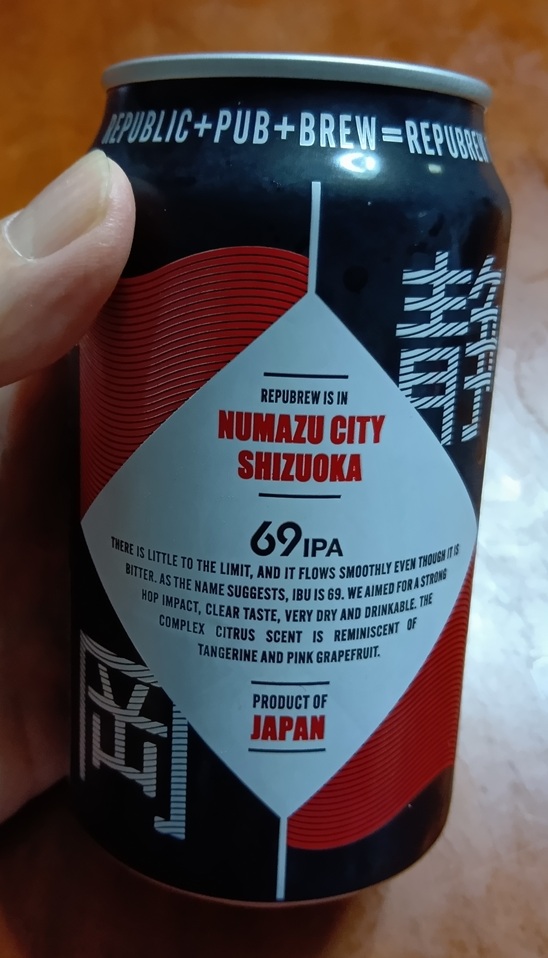 REPUBLIC+PUB+BREW=REPUBREW
REPUBREW IS IN
NUMAZU CITY
SHIZUOKA
69 IPA
THERE IS LITTLE TO THE LIMIT, AND IT FLOWS SMOOTHLY EVEN THOUGH IT IS
BITTER. AS THE NAME SUGGESTS, IBU IS 69. WE AIMED FOR A STRONG
HOP IMPACT, CLEAR TASTE, VERY DRY AND DRINKABLE. THE
COMPLEX CITRUS SCENT IS REMINISCENT OF
TANGERINE AND PINK GRAPEFRUIT.
PRODUCT OF
JAPAN